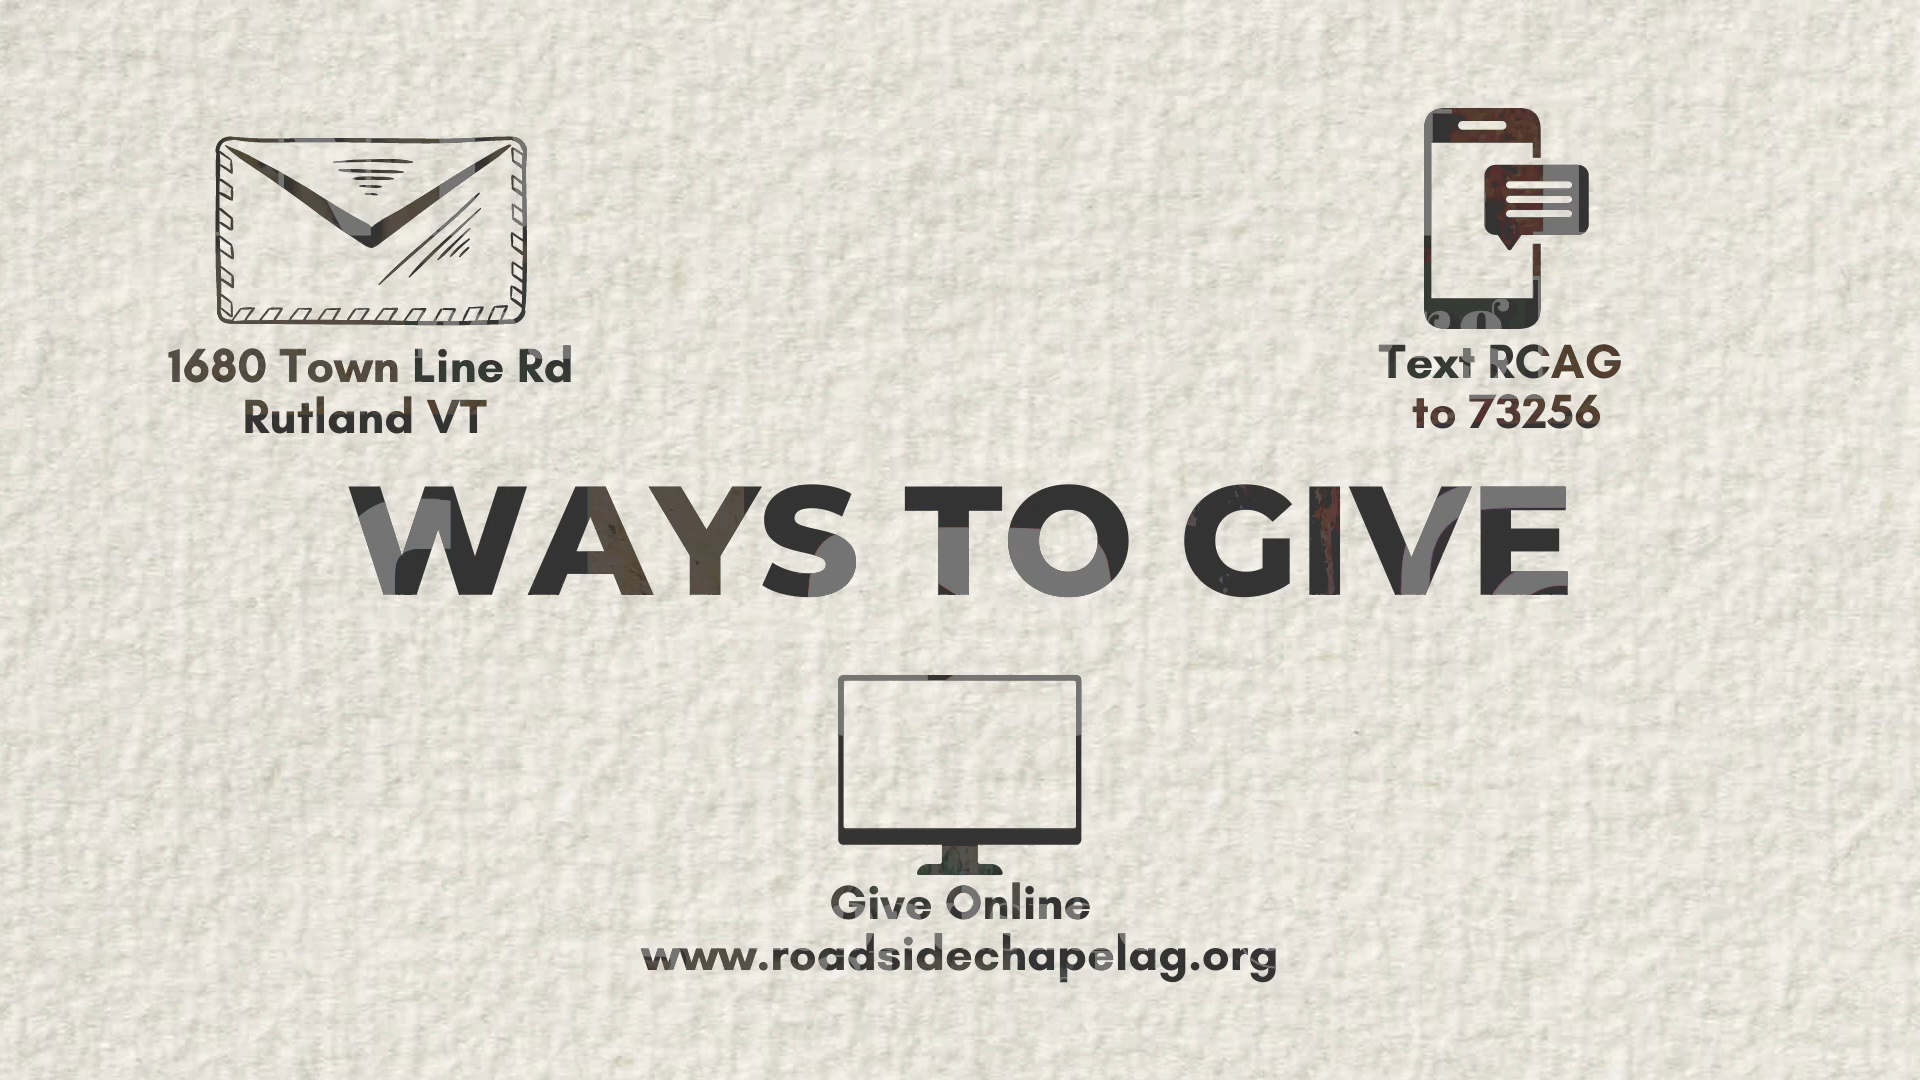 1680 Town Line Rd
Rutland VT
Text RCAG
to 73256
WAYS TO GIVE
Give Online
www.roadsidechapelag.org